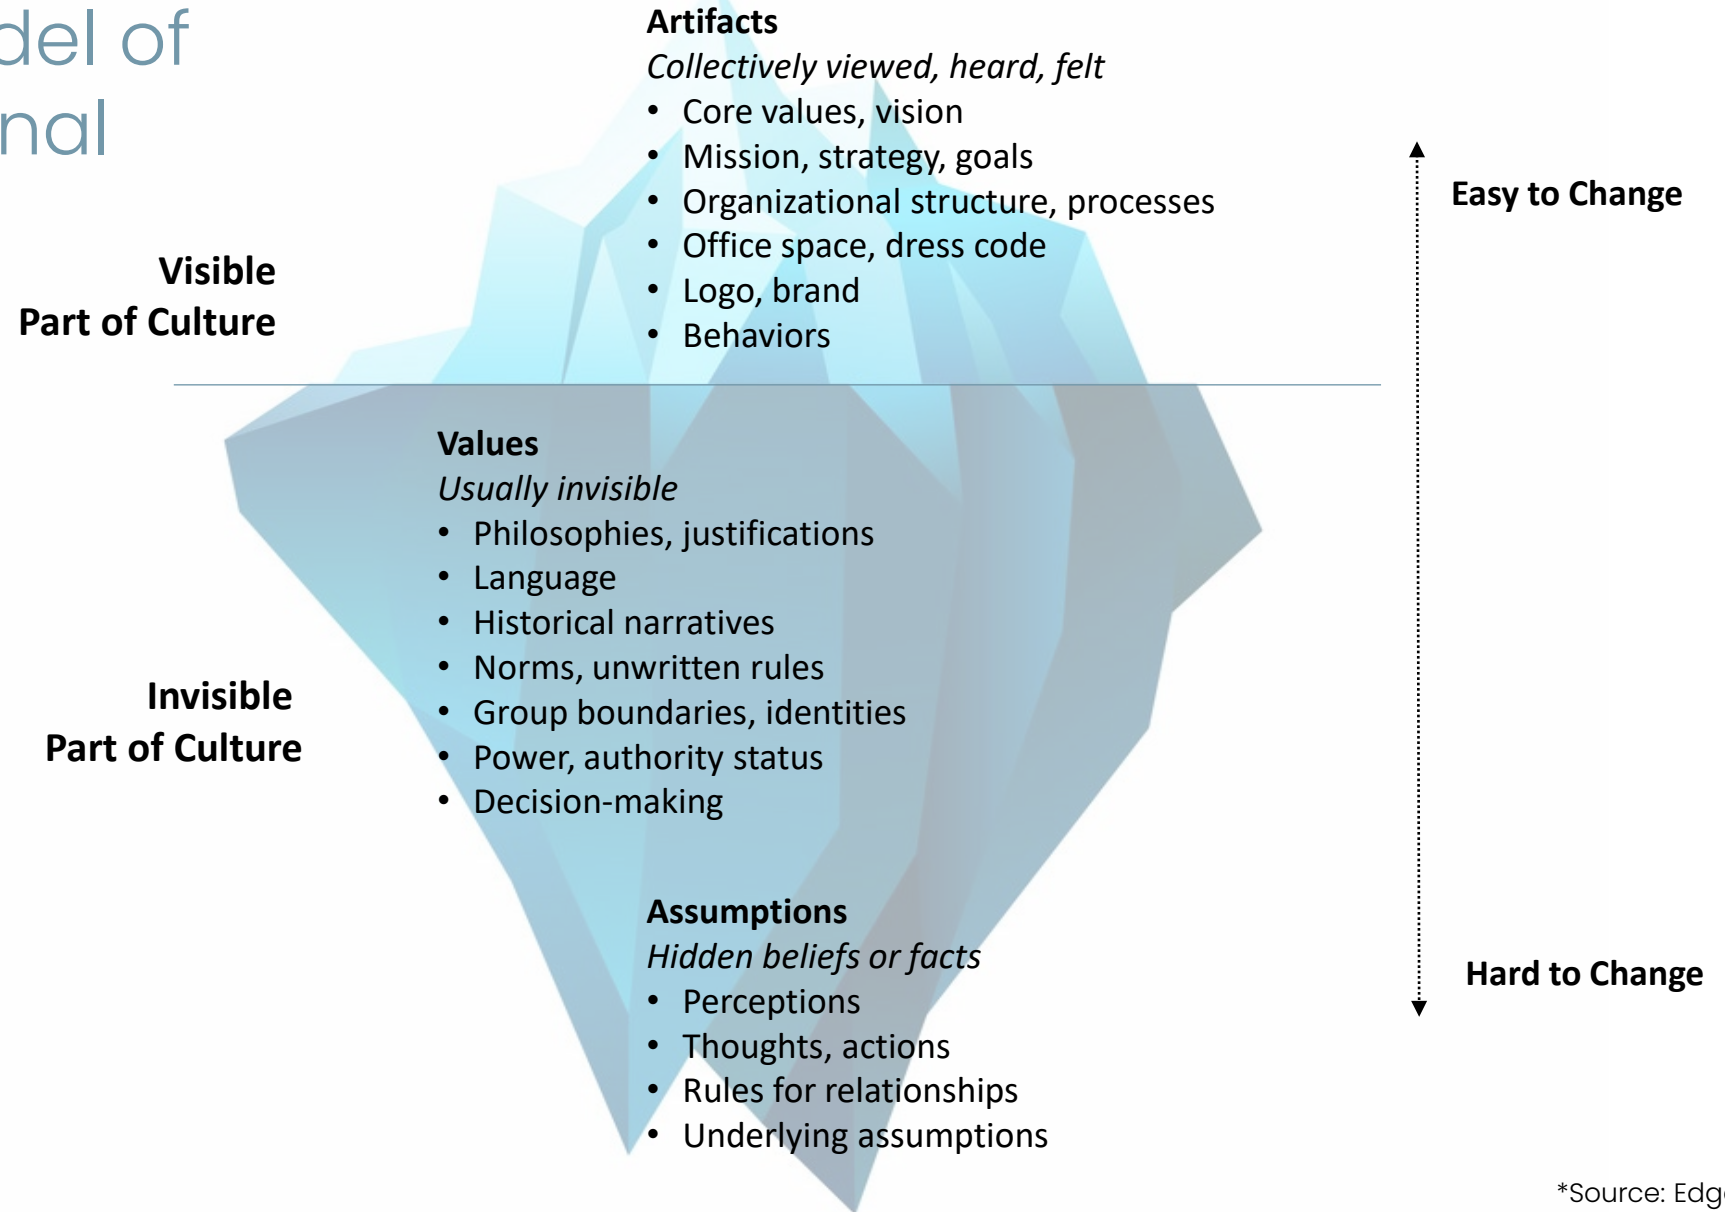 del of
nal
Artifacts
Collectively viewed, heard, felt
• Core values, vision
• Mission, strategy, goals
• Organizational structure, processes
• Office space, dress code
• Logo, brand
• Behaviors
Easy to Change
Visible
Part of Culture
Values
Usually invisible
• Philosophies, justifications
• Language
• Historical narratives
• Norms, unwritten rules
• Group boundaries, identities
• Power, authority status
• Decision-making
Invisible
Part of Culture
Assumptions
Hidden beliefs or facts
• Perceptions
• Thoughts, actions
• Rules for relationships
• Underlying assumptions
Hard to Change
*Source: Edg